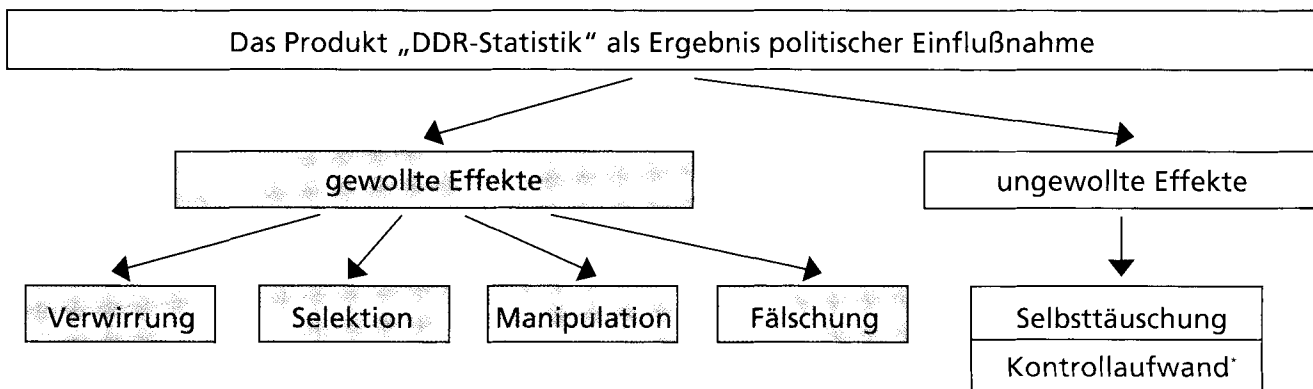 Das Produkt „DDR-Statistik“ als Ergebnis politischer Einflußnahme
gewollte Effekte
ungewollte Effekte
Verwirrung
Selektion
Manipulation
Fälschung
Selbsttäuschung
Kontrollaufwand*